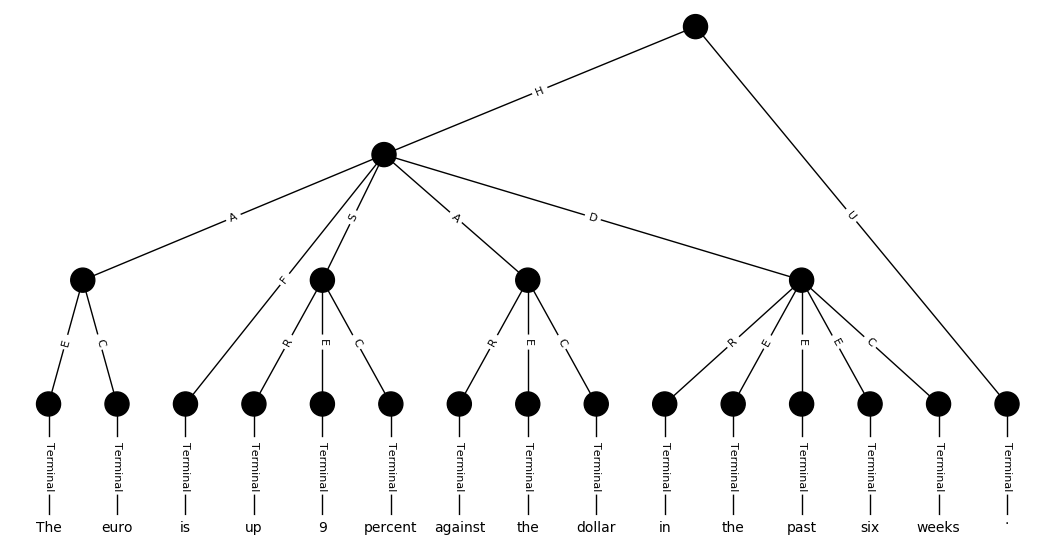 H
A
S
A
D
U
F
E
C
R
E
C
R
E
C
R
E
E
E
C
Terminal Terminal Terminal Terminal Terminal Terminal Terminal Terminal Terminal Terminal Terminal Terminal Terminal Terminal Terminal
The euro is up 9 percent against the dollar in the past six weeks .